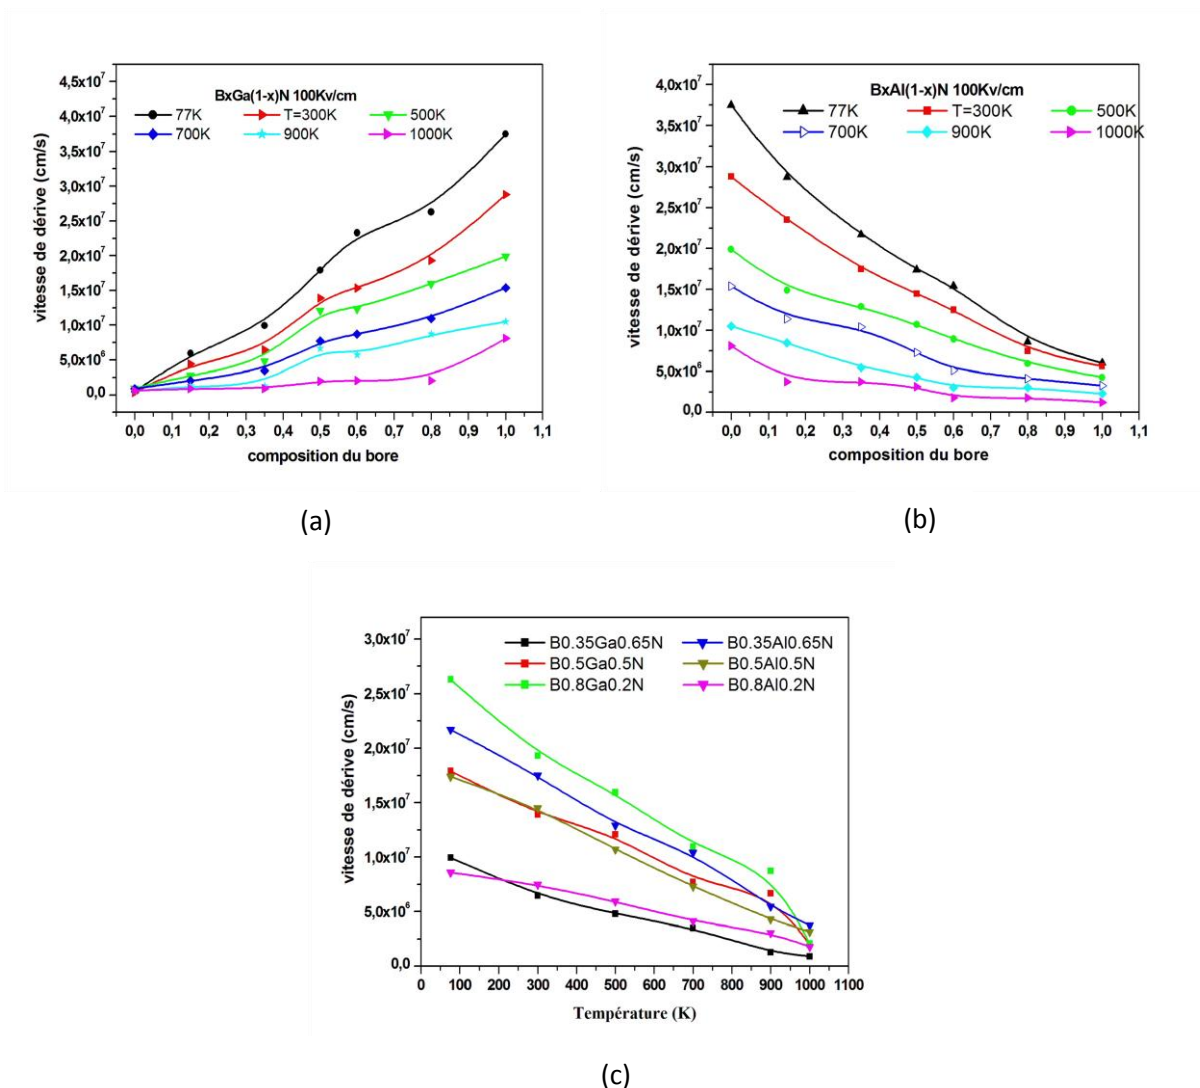 BxGa(1-x)N 100Kv/cm
77K T=300K 500K
700K 900K 1000K
4,5x10⁷
4,0x10⁷
3,5x10⁷
3,0x10⁷
2,5x10⁷
2,0x10⁷
1,5x10⁷
1,0x10⁷
5,0x10⁶
0,0
vitesse de dérive (cm/s)
0,0 0,1 0,2 0,3 0,4 0,5 0,6 0,7 0,8 0,9 1,0 1,1
composition du bore
(a)
BxAl(1-x)N 100Kv/cm
77K T=300K 500K
700K 900K 1000K
4,0x10⁷
3,5x10⁷
3,0x10⁷
2,5x10⁷
2,0x10⁷
1,5x10⁷
1,0x10⁷
5,0x10⁶
0,0
vitesse de dérive (cm/s)
0,0 0,1 0,2 0,3 0,4 0,5 0,6 0,7 0,8 0,9 1,0 1,1
composition du bore
(b)
B0.35Ga0.65N B0.35Al0.65N
B0.5Ga0.5N B0.5Al0.5N
B0.8Ga0.2N B0.8Al0.2N
3,0x10⁷
2,5x10⁷
2,0x10⁷
1,5x10⁷
1,0x10⁷
5,0x10⁶
0,0
vitesse de dérive (cm/s)
0 100 200 300 400 500 600 700 800 900 1000 1100
Température (K)
(c)